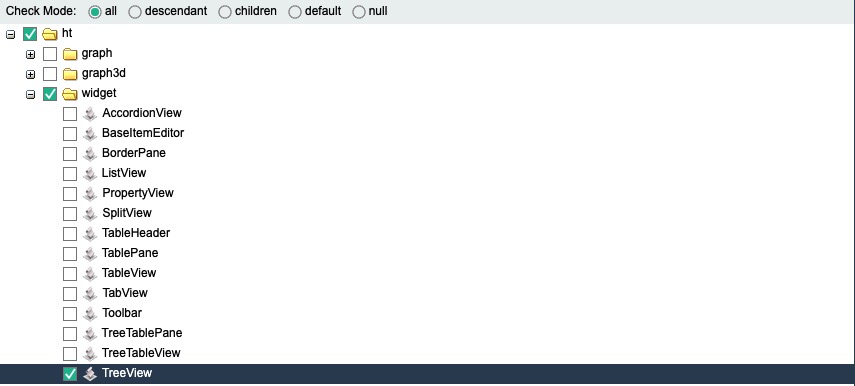 Check Mode: all descendant children default null
ht
graph
graph3d
widget
AccordionView
BaseItemEditor
BorderPane
ListView
PropertyView
SplitView
TableHeader
TablePane
TableView
TabView
Toolbar
TreeTablePane
TreeTableView
TreeView